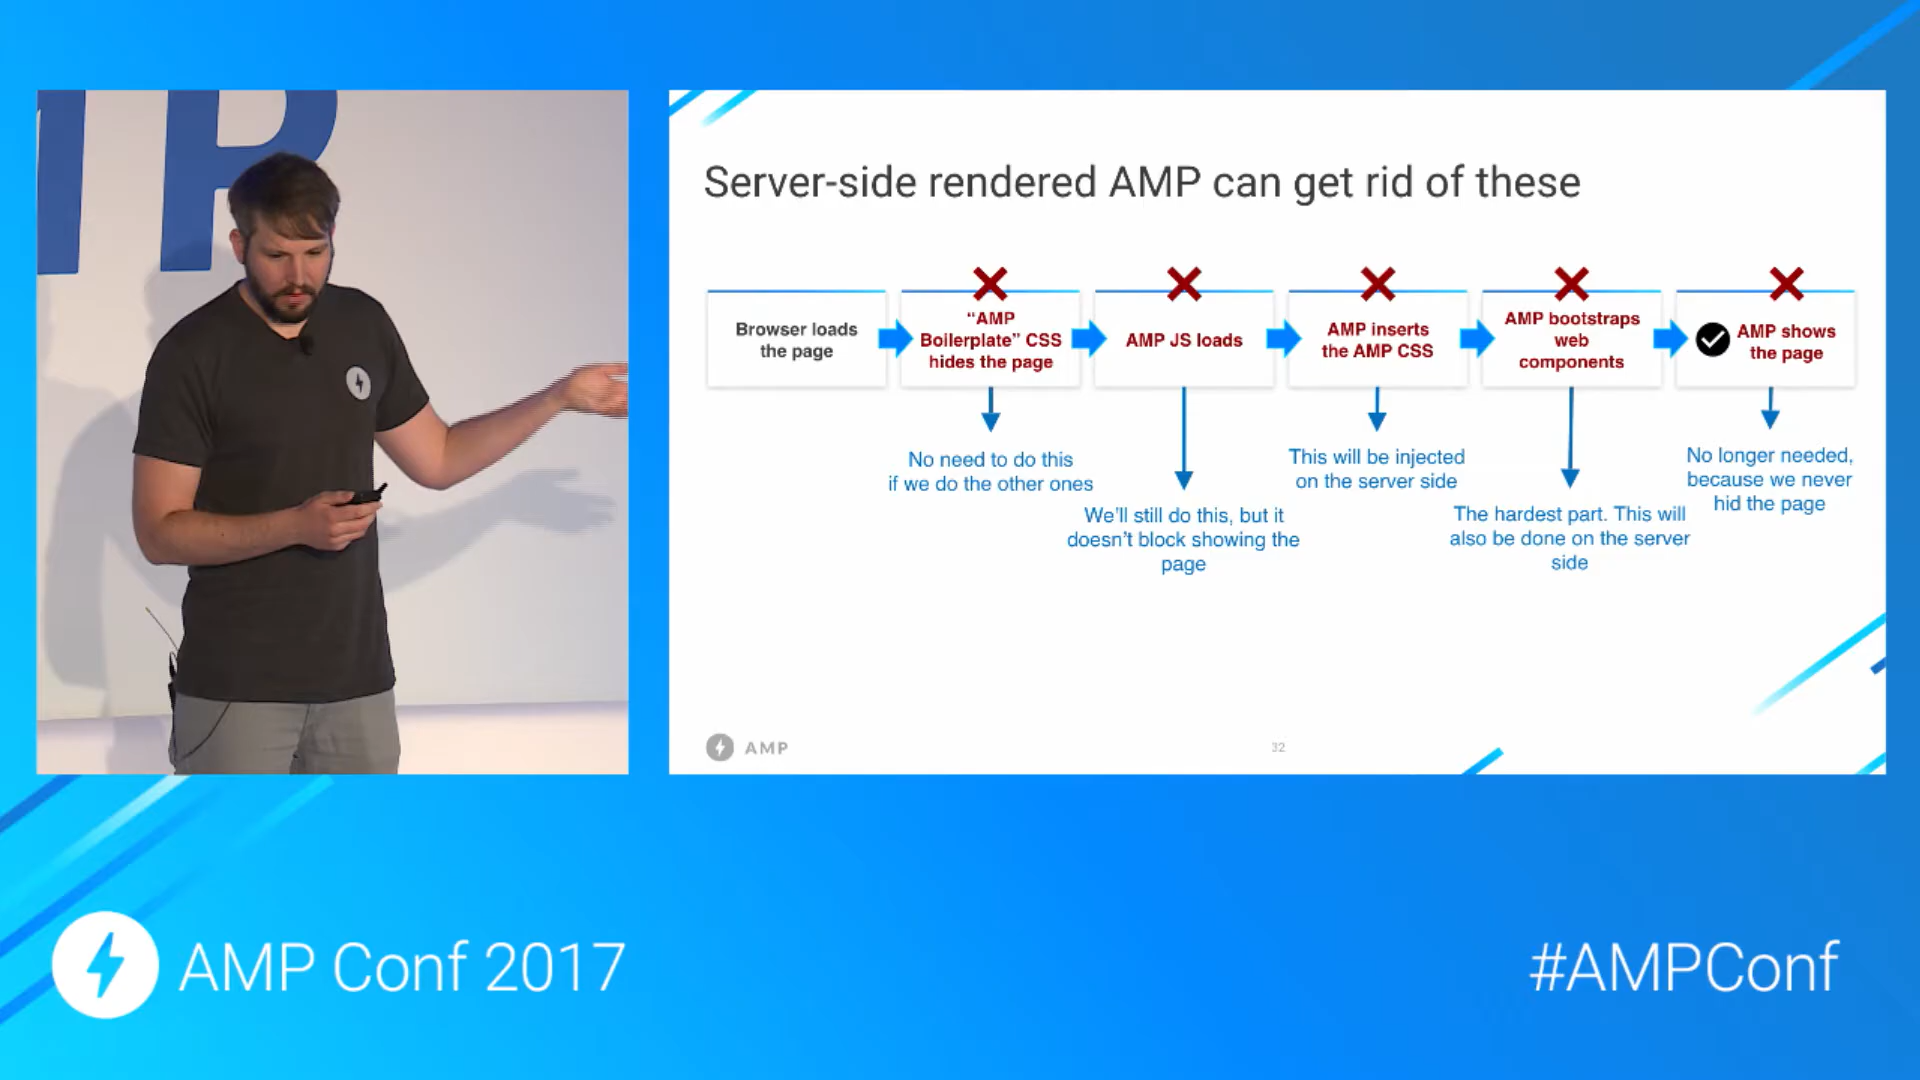 Server-side rendered AMP can get rid of these
Browser loads
the page
“AMP
Boilerplate” CSS
hides the page
AMP JS loads
AMP inserts
the AMP CSS
AMP bootstraps
web
components
AMP shows
the page
No need to do this
if we do the other ones
We’ll still do this, but it
doesn’t block showing the
page
This will be injected
on the server side
The hardest part. This will
also be done on the server
side
No longer needed,
because we never
hid the page
AMP
32
AMP Conf 2017
#AMPConf